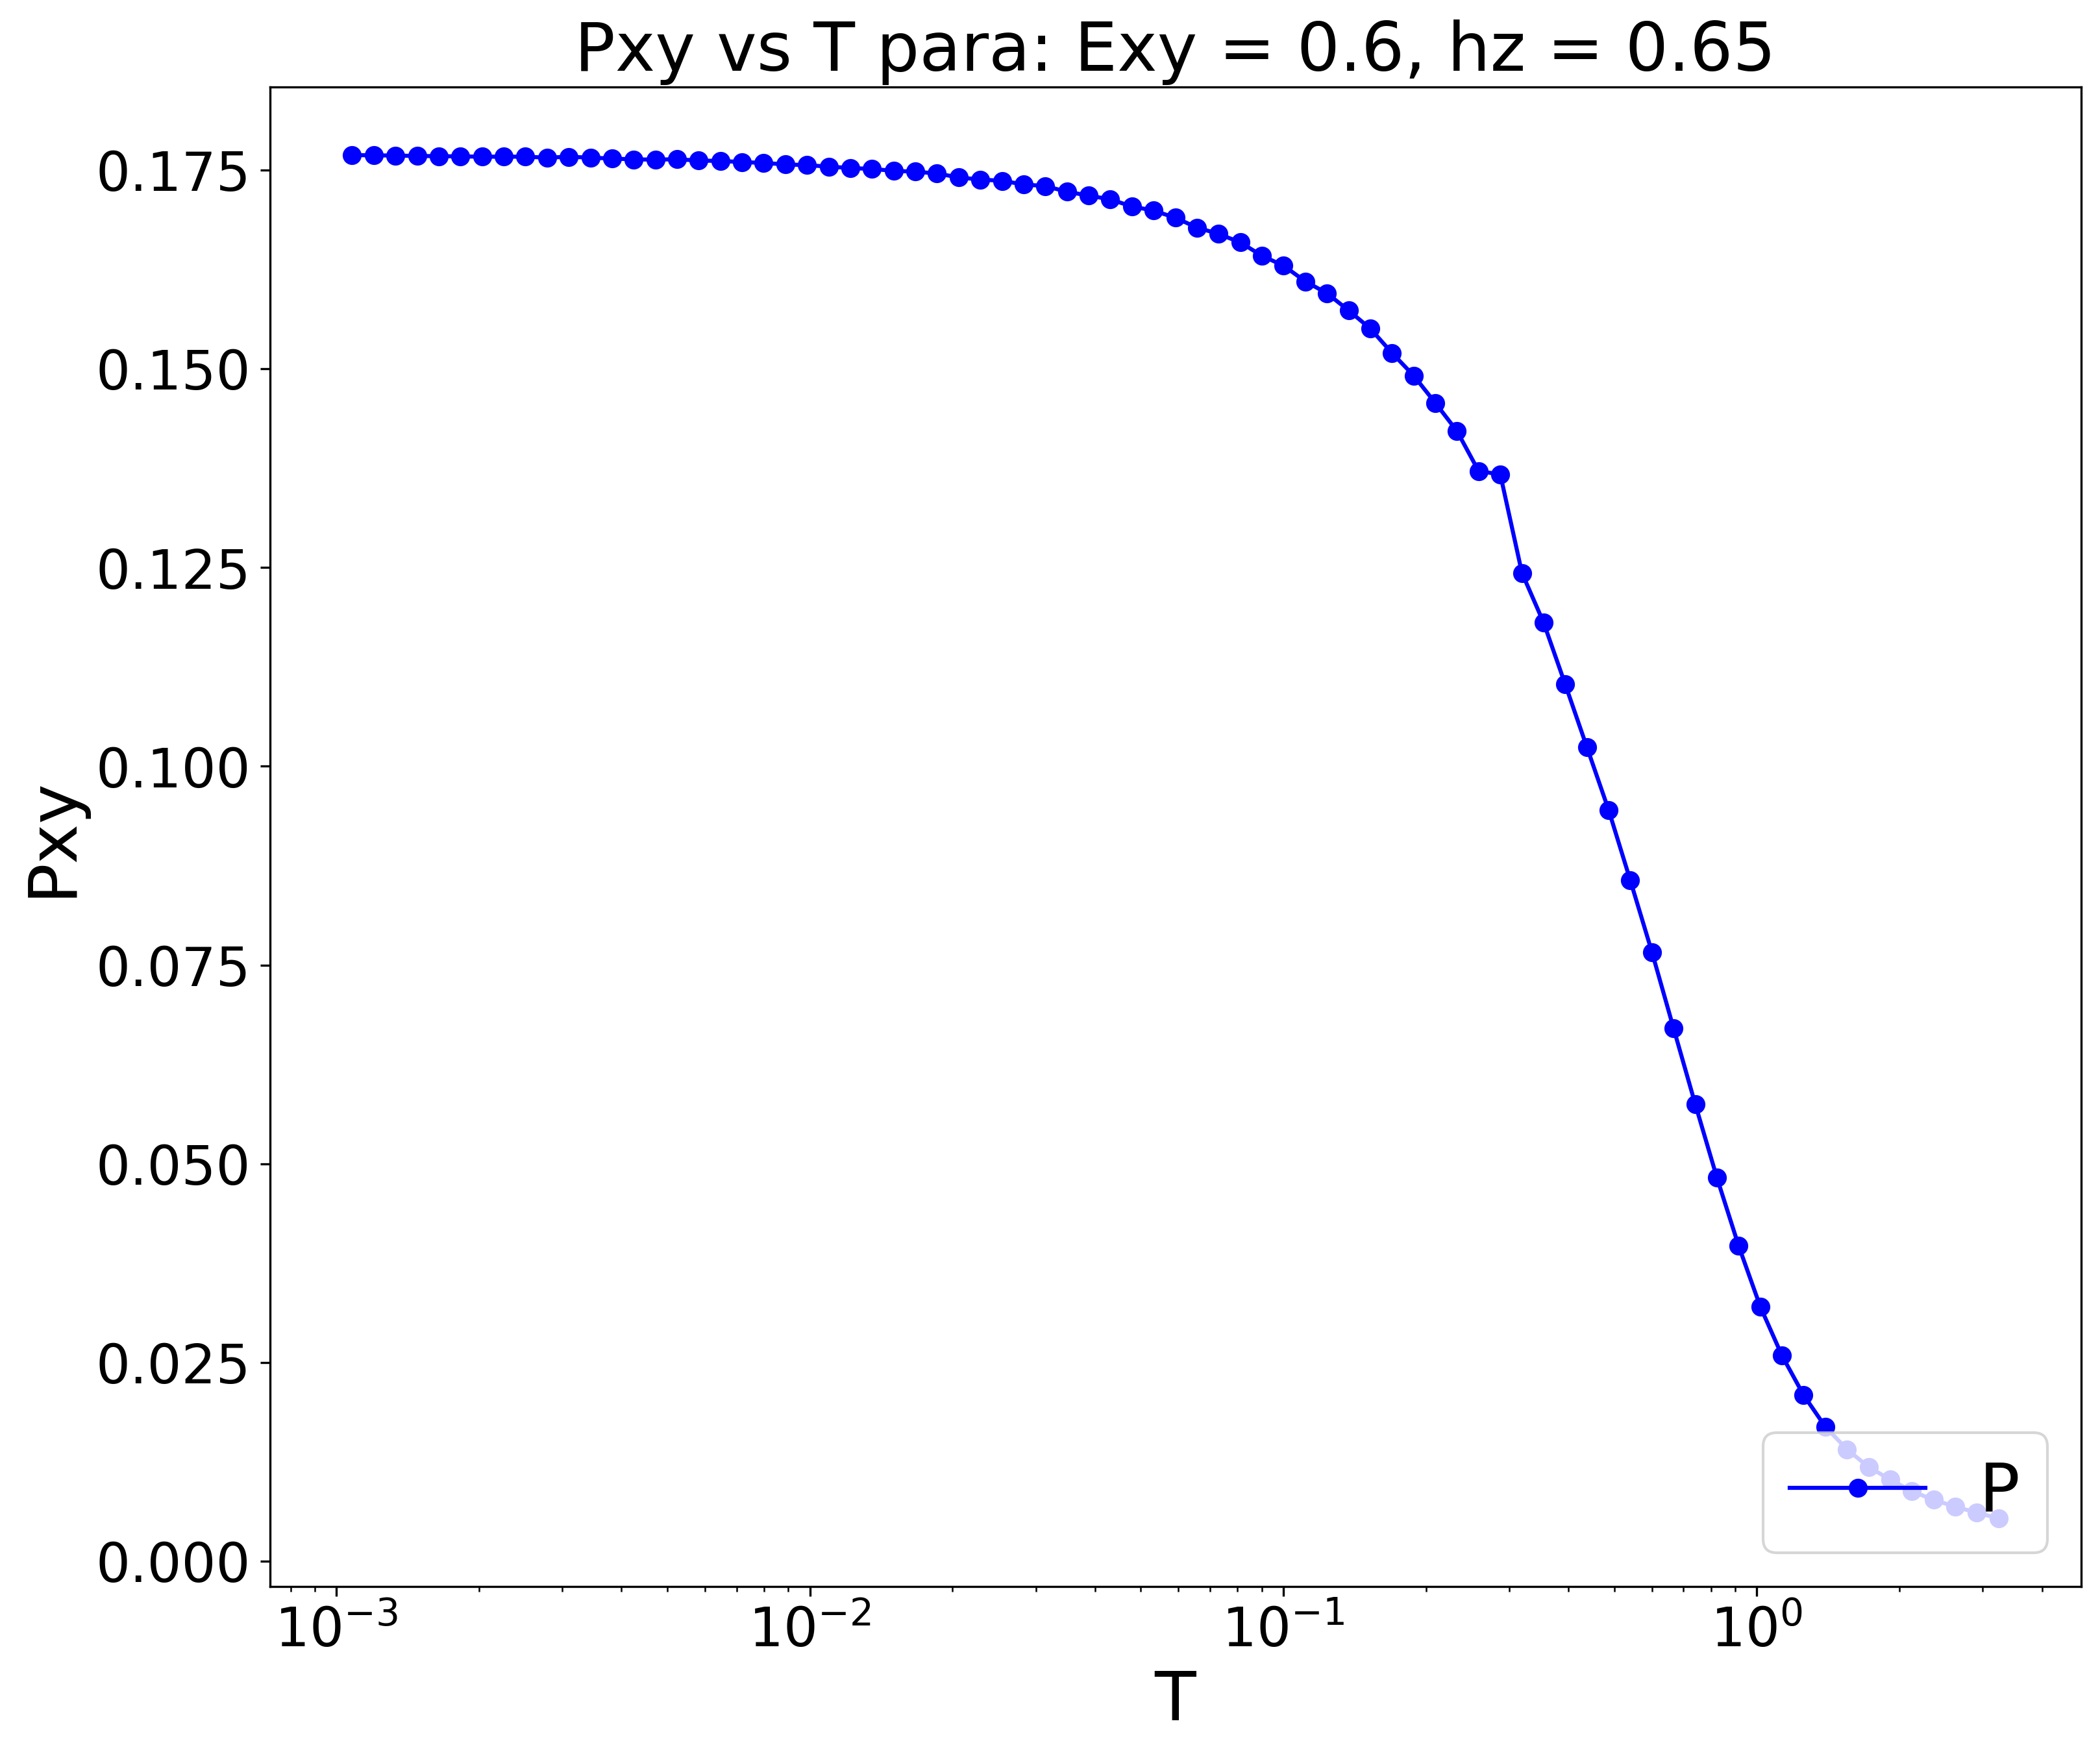 Pxy vs T para: Exy = 0.6, hz = 0.65
Pxy
0.175
0.150
0.125
0.100
0.075
0.050
0.025
0.000
P
10⁻³ 10⁻² 10⁻¹ 10⁰
T